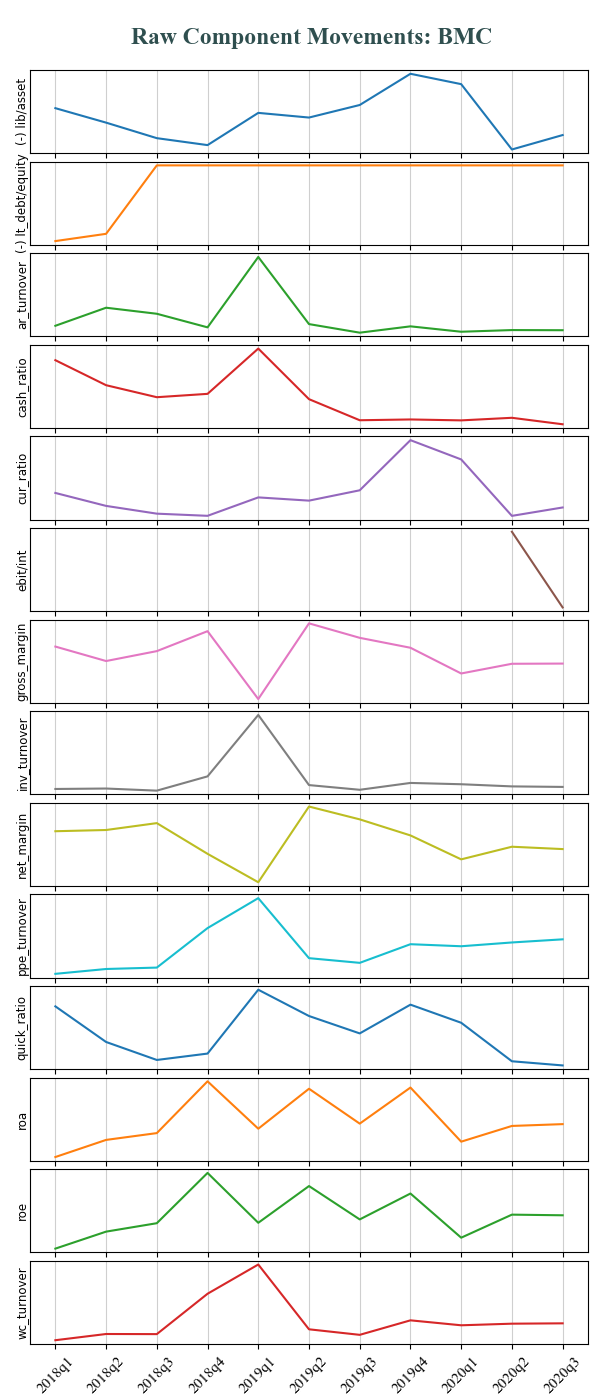 Raw Component Movements: BMC
(-) lib/asset
(-) lt_debt/equity
ar_turnover
cash_ratio
cur_ratio
ebit/int
gross_margin
inv_turnover
net_margin
ppe_turnover
quick_ratio
roa
roe
wc_turnover
2018q1 2018q2 2018q3 2018q4 2019q1 2019q2 2019q3 2019q4 2020q1 2020q2 2020q3